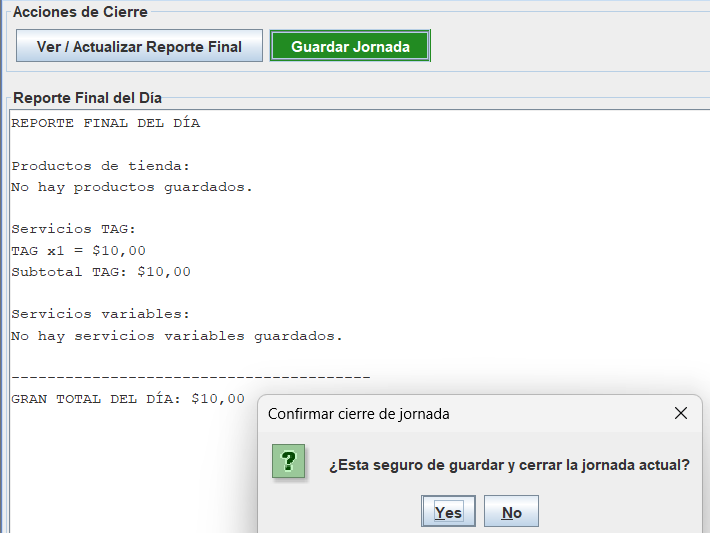 Acciones de Cierre
Ver / Actualizar Reporte Final
Guardar Jornada
Reporte Final del Día
REPORTE FINAL DEL DÍA
Productos de tienda:
No hay productos guardados.
Servicios TAG:
TAG x1 = $10,00
Subtotal TAG: $10,00
Servicios variables:
No hay servicios variables guardados.
----------------------------------------
GRAN TOTAL DEL DÍA: $10,00
Confirmar cierre de jornada
?
¿Esta seguro de guardar y cerrar la jornada actual?
Yes
No